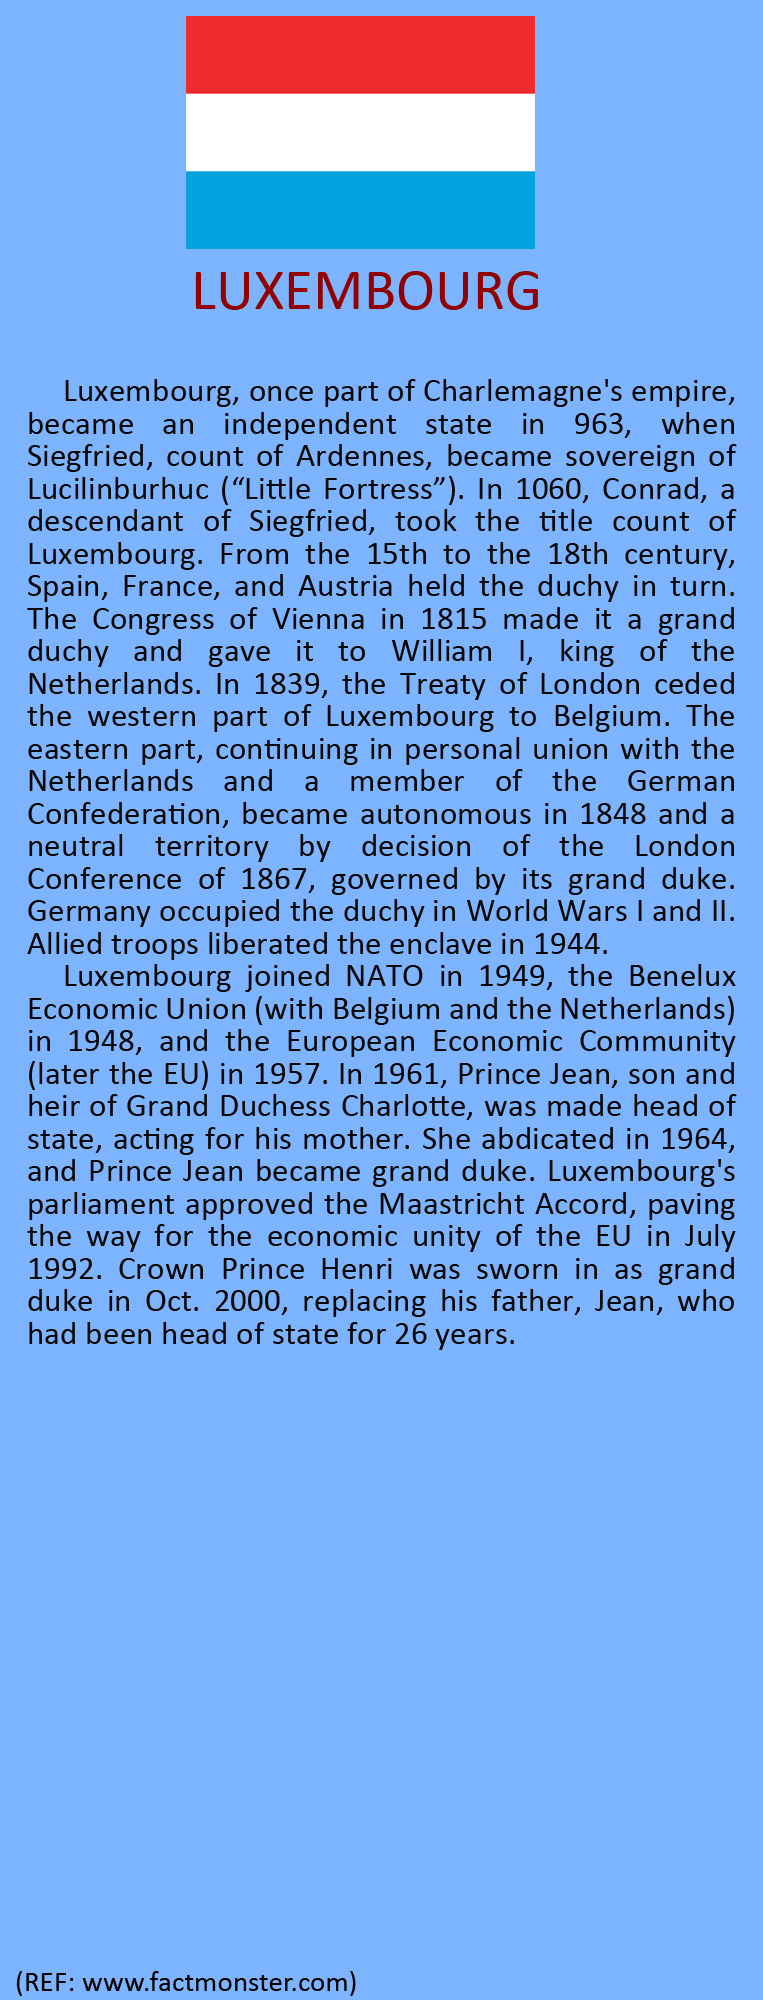 LUXEMBOURG
Luxembourg, once part of Charlemagne's empire,
became an independent state in 963, when
Siegfried, count of Ardennes, became sovereign of
Lucilinburhuc (“Little Fortress”). In 1060, Conrad, a
descendant of Siegfried, took the title count of
Luxembourg. From the 15th to the 18th century,
Spain, France, and Austria held the duchy in turn.
The Congress of Vienna in 1815 made it a grand
duchy and gave it to William I, king of the
Netherlands. In 1839, the Treaty of London ceded
the western part of Luxembourg to Belgium. The
eastern part, continuing in personal union with the
Netherlands and a member of the German
Confederation, became autonomous in 1848 and a
neutral territory by decision of the London
Conference of 1867, governed by its grand duke.
Germany occupied the duchy in World Wars I and II.
Allied troops liberated the enclave in 1944.
Luxembourg joined NATO in 1949, the Benelux
Economic Union (with Belgium and the Netherlands)
in 1948, and the European Economic Community
(later the EU) in 1957. In 1961, Prince Jean, son and
heir of Grand Duchess Charlotte, was made head of
state, acting for his mother. She abdicated in 1964,
and Prince Jean became grand duke. Luxembourg's
parliament approved the Maastricht Accord, paving
the way for the economic unity of the EU in July
1992. Crown Prince Henri was sworn in as grand
duke in Oct. 2000, replacing his father, Jean, who
had been head of state for 26 years.
(REF: www.factmonster.com)